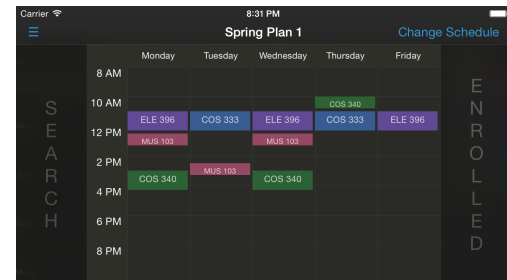 Carrier 8:31 PM
☰ Spring Plan 1 Change Schedule
Monday Tuesday Wednesday Thursday Friday
8 AM
10 AM
COS 340
ELE 396 COS 333 ELE 396 COS 333 ELE 396
12 PM
MUS 103 MUS 103
2 PM
MUS 103
COS 340 COS 340
4 PM
6 PM
8 PM
SEARCH
ENROLLED